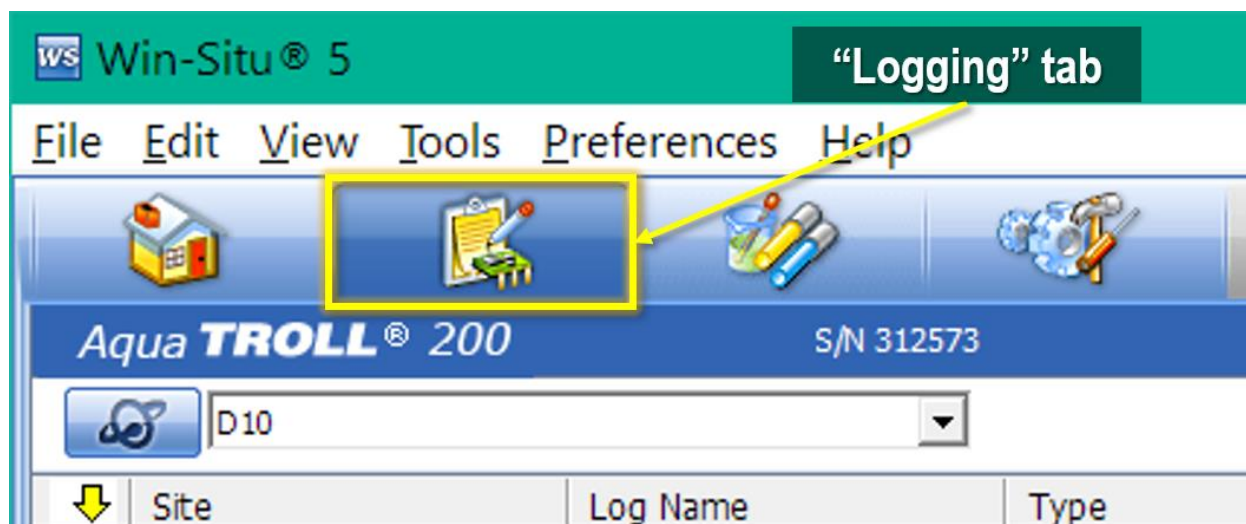 WS Win-Situ® 5
“Logging” tab
File Edit View Tools Preferences Help
Aqua TROLL® 200 S/N 312573
D10
Site Log Name Type